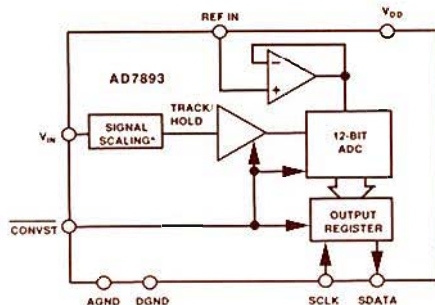 REF IN
VDD
AD7893
−
+
TRACK/
HOLD
VIN
SIGNAL
SCALING*
12-BIT
ADC
CONVST
OUTPUT
REGISTER
AGND
DGND
SCLK
SDATA